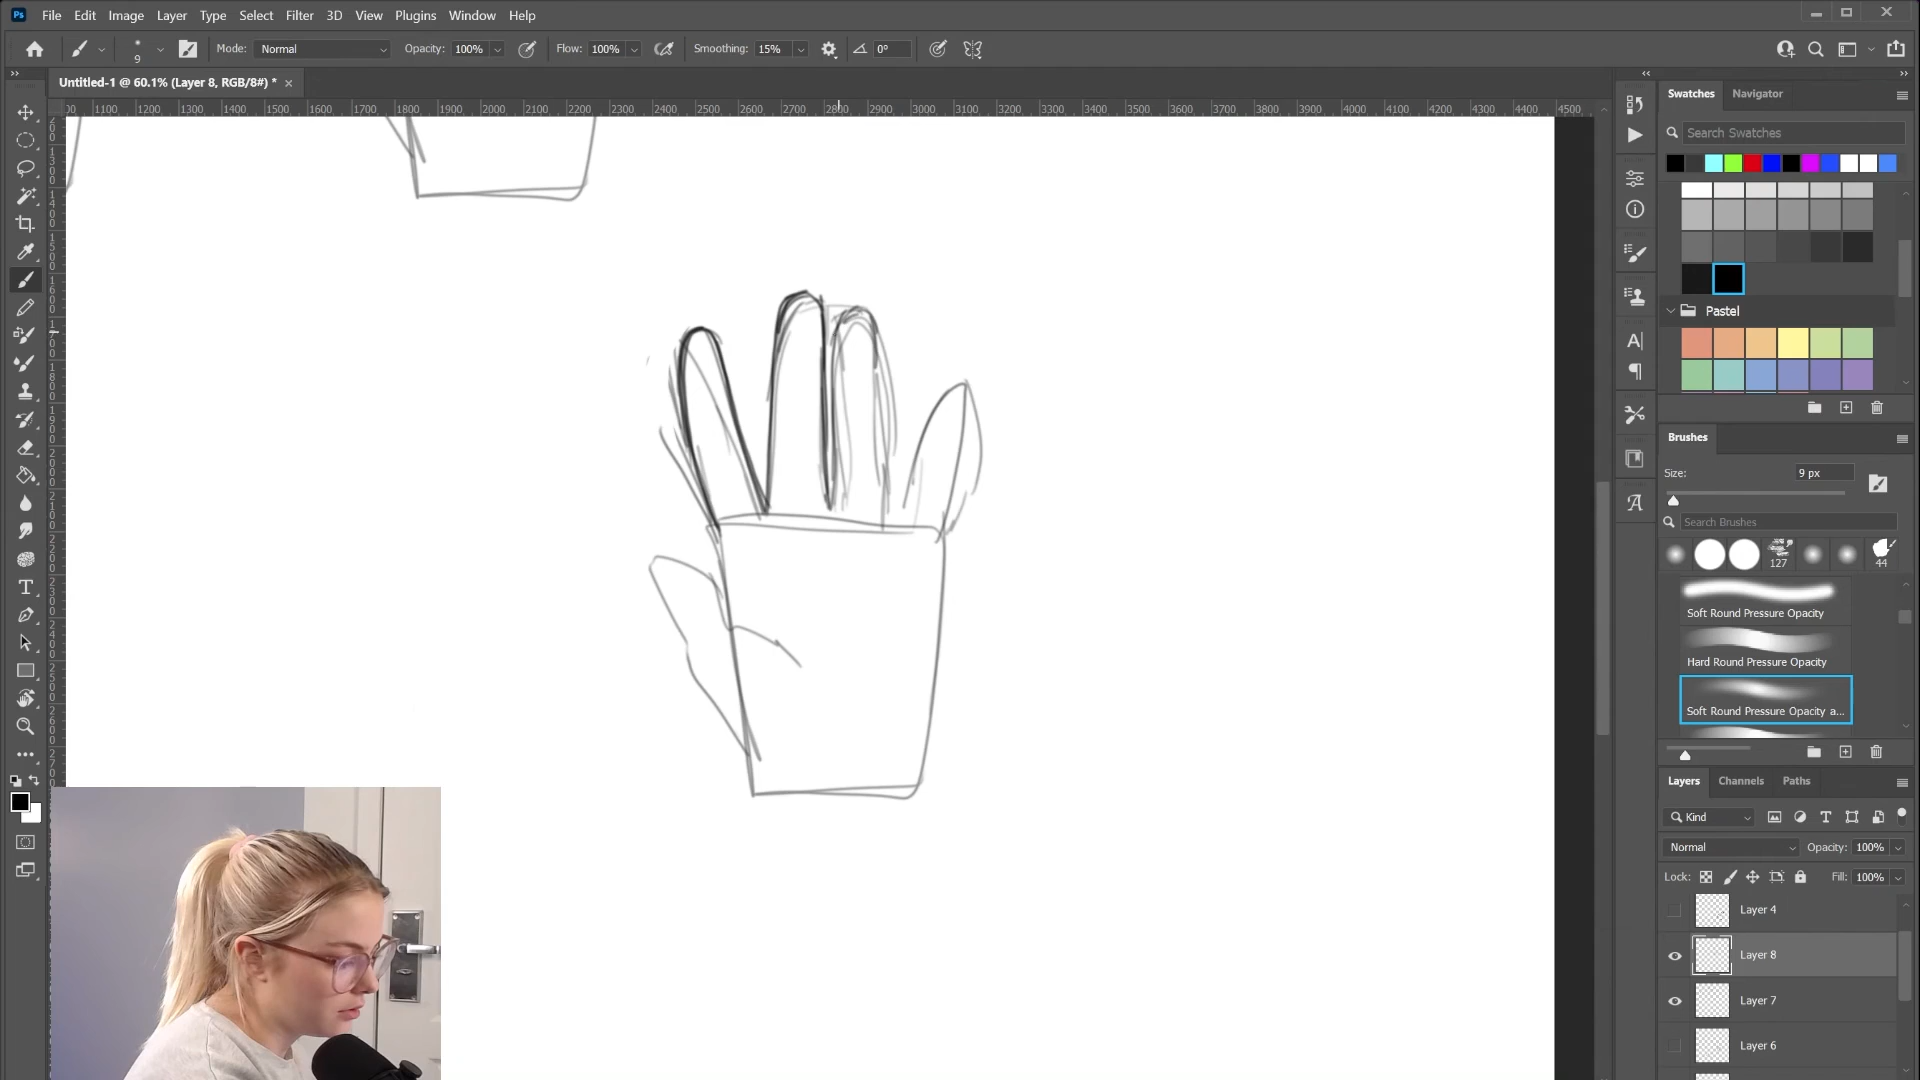 Ps File Edit Image Layer Type Select Filter 3D View Plugins Window Help
9 Mode: Normal Opacity: 100% Flow: 100% Smoothing: 15% 0°
Untitled-1 @ 60.1% (Layer 8, RGB/8#) * ×
1100 1200 1300 1400 1500 1600 1700 1800 1900 2000 2100 2200 2300 2400 2500 2600 2700 2800 2900 3000 3100 3200 3300 3400 3500 3600 3700 3800 3900 4000 4100 4200 4300 4400 4500
Swatches Navigator
Search Swatches
Pastel
Brushes
Size: 9 px
Search Brushes
127 44
Soft Round Pressure Opacity
Hard Round Pressure Opacity
Soft Round Pressure Opacity a...
Layers Channels Paths
Kind
Normal Opacity: 100%
Lock: Fill: 100%
Layer 4
Layer 8
Layer 7
Layer 6